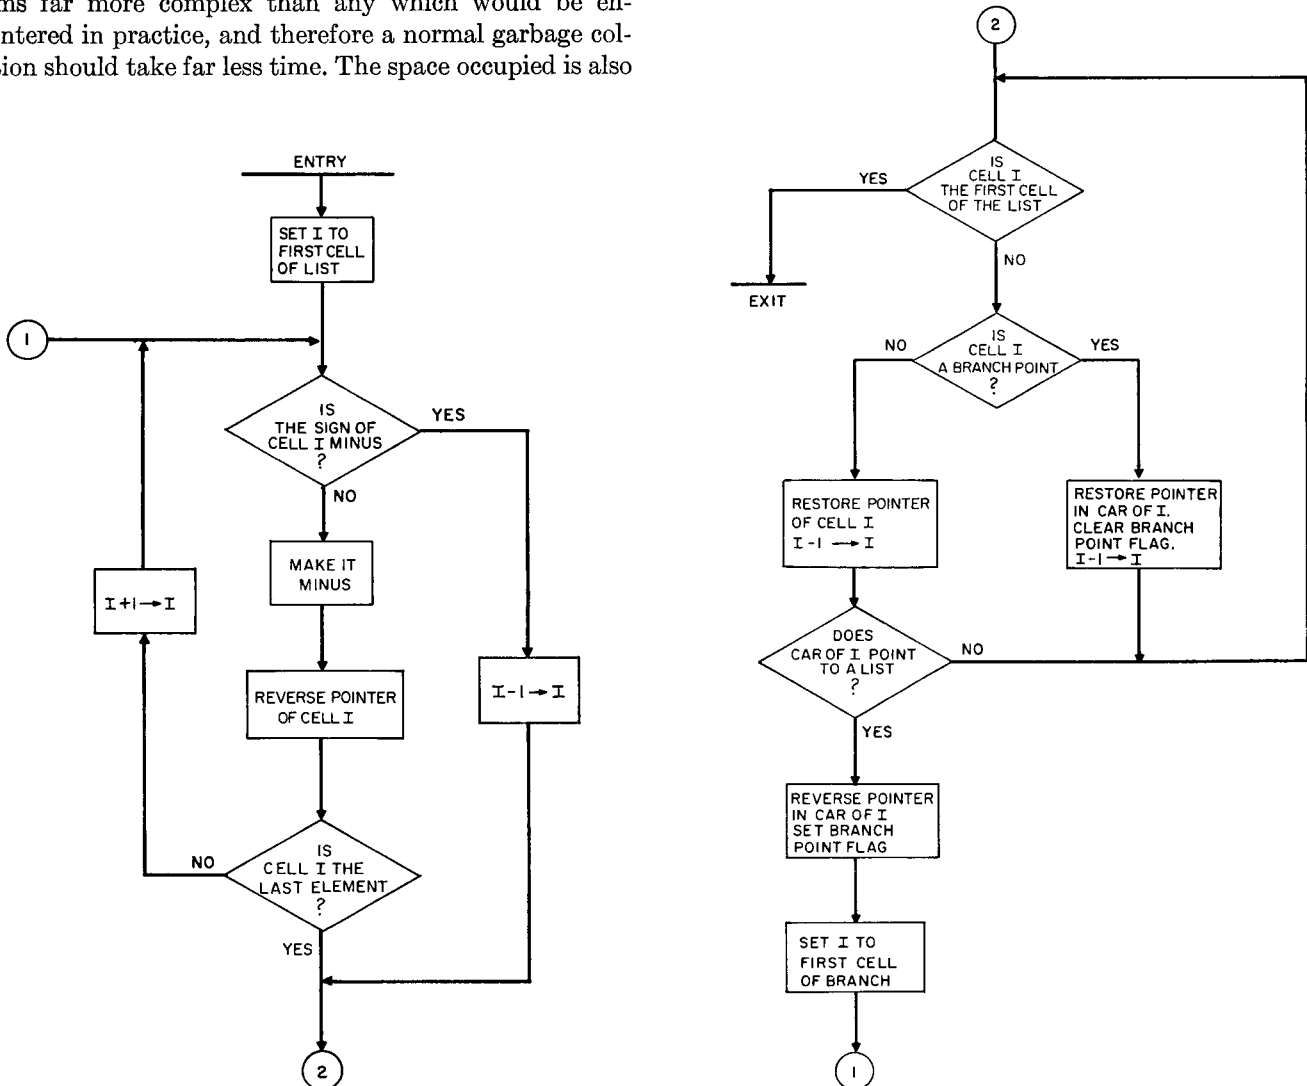 ms far more complex than any which would be en-
ntered in practice, and therefore a normal garbage col-
ion should take far less time. The space occupied is also
ENTRY
SET I TO
FIRST CELL
OF LIST
1
IS
THE SIGN OF
CELL I MINUS
?
YES
NO
MAKE IT
MINUS
I+1→I
REVERSE POINTER
OF CELL I
I-1→I
IS
CELL I THE
LAST ELEMENT
?
NO
YES
2
2
IS
CELL I
THE FIRST CELL
OF THE LIST
YES
EXIT
NO
IS
CELL I
A BRANCH POINT
?
NO
YES
RESTORE POINTER
OF CELL I
I-1 → I
RESTORE POINTER
IN CAR OF I.
CLEAR BRANCH
POINT FLAG.
I-1→I
DOES
CAR OF I POINT
TO A LIST
?
NO
YES
REVERSE POINTER
IN CAR OF I
SET BRANCH
POINT FLAG
SET I TO
FIRST CELL
OF BRANCH
1